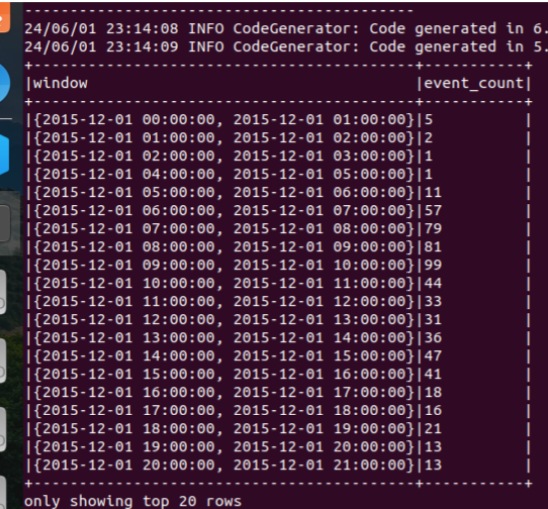 -------------------------------------------
24/06/01 23:14:08 INFO CodeGenerator: Code generated in 6.
24/06/01 23:14:09 INFO CodeGenerator: Code generated in 5.
+------------------------------------------+-----------+
|window                                    |event_count|
+------------------------------------------+-----------+
|{2015-12-01 00:00:00, 2015-12-01 01:00:00}|5          |
|{2015-12-01 01:00:00, 2015-12-01 02:00:00}|2          |
|{2015-12-01 02:00:00, 2015-12-01 03:00:00}|1          |
|{2015-12-01 04:00:00, 2015-12-01 05:00:00}|1          |
|{2015-12-01 05:00:00, 2015-12-01 06:00:00}|11         |
|{2015-12-01 06:00:00, 2015-12-01 07:00:00}|57         |
|{2015-12-01 07:00:00, 2015-12-01 08:00:00}|79         |
|{2015-12-01 08:00:00, 2015-12-01 09:00:00}|81         |
|{2015-12-01 09:00:00, 2015-12-01 10:00:00}|99         |
|{2015-12-01 10:00:00, 2015-12-01 11:00:00}|44         |
|{2015-12-01 11:00:00, 2015-12-01 12:00:00}|33         |
|{2015-12-01 12:00:00, 2015-12-01 13:00:00}|31         |
|{2015-12-01 13:00:00, 2015-12-01 14:00:00}|36         |
|{2015-12-01 14:00:00, 2015-12-01 15:00:00}|47         |
|{2015-12-01 15:00:00, 2015-12-01 16:00:00}|41         |
|{2015-12-01 16:00:00, 2015-12-01 17:00:00}|18         |
|{2015-12-01 17:00:00, 2015-12-01 18:00:00}|16         |
|{2015-12-01 18:00:00, 2015-12-01 19:00:00}|21         |
|{2015-12-01 19:00:00, 2015-12-01 20:00:00}|13         |
|{2015-12-01 20:00:00, 2015-12-01 21:00:00}|13         |
+------------------------------------------+-----------+
only showing top 20 rows